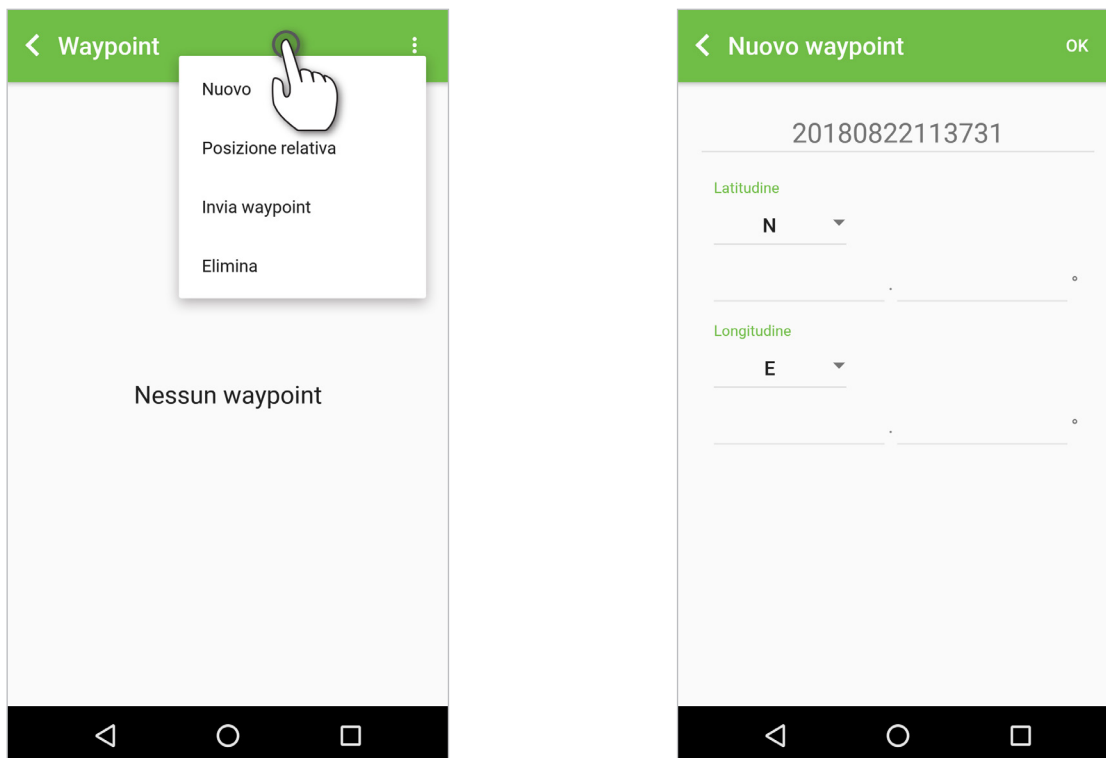 Waypoint
Nuovo
Posizione relativa
Invia waypoint
Elimina
Nessun waypoint
Nuovo waypoint OK
20180822113731
Latitudine
N
. °
Longitudine
E
. °